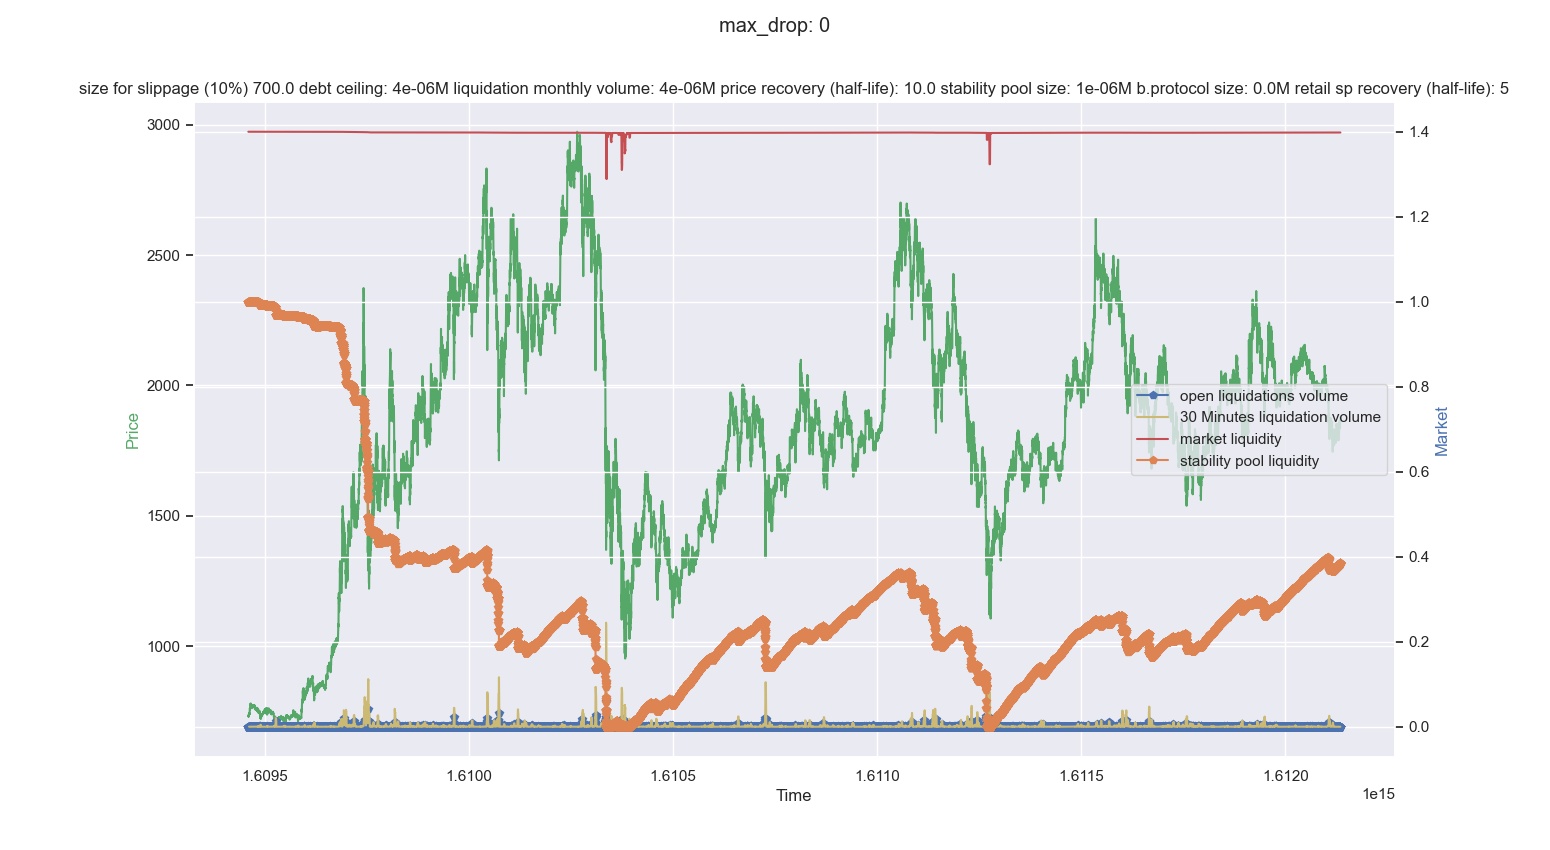 max_drop: 0
size for slippage (10%) 700.0 debt ceiling: 4e-06M liquidation monthly volume: 4e-06M price recovery (half-life): 10.0 stability pool size: 1e-06M b.protocol size: 0.0M retail sp recovery (half-life): 5
3000
2500
2000
1500
1000
Price
1.4
1.2
1.0
0.8
0.6
0.4
0.2
0.0
Market
open liquidations volume
30 Minutes liquidation volume
market liquidity
stability pool liquidity
1.6095 1.6100 1.6105 1.6110 1.6115 1.6120
1e15
Time